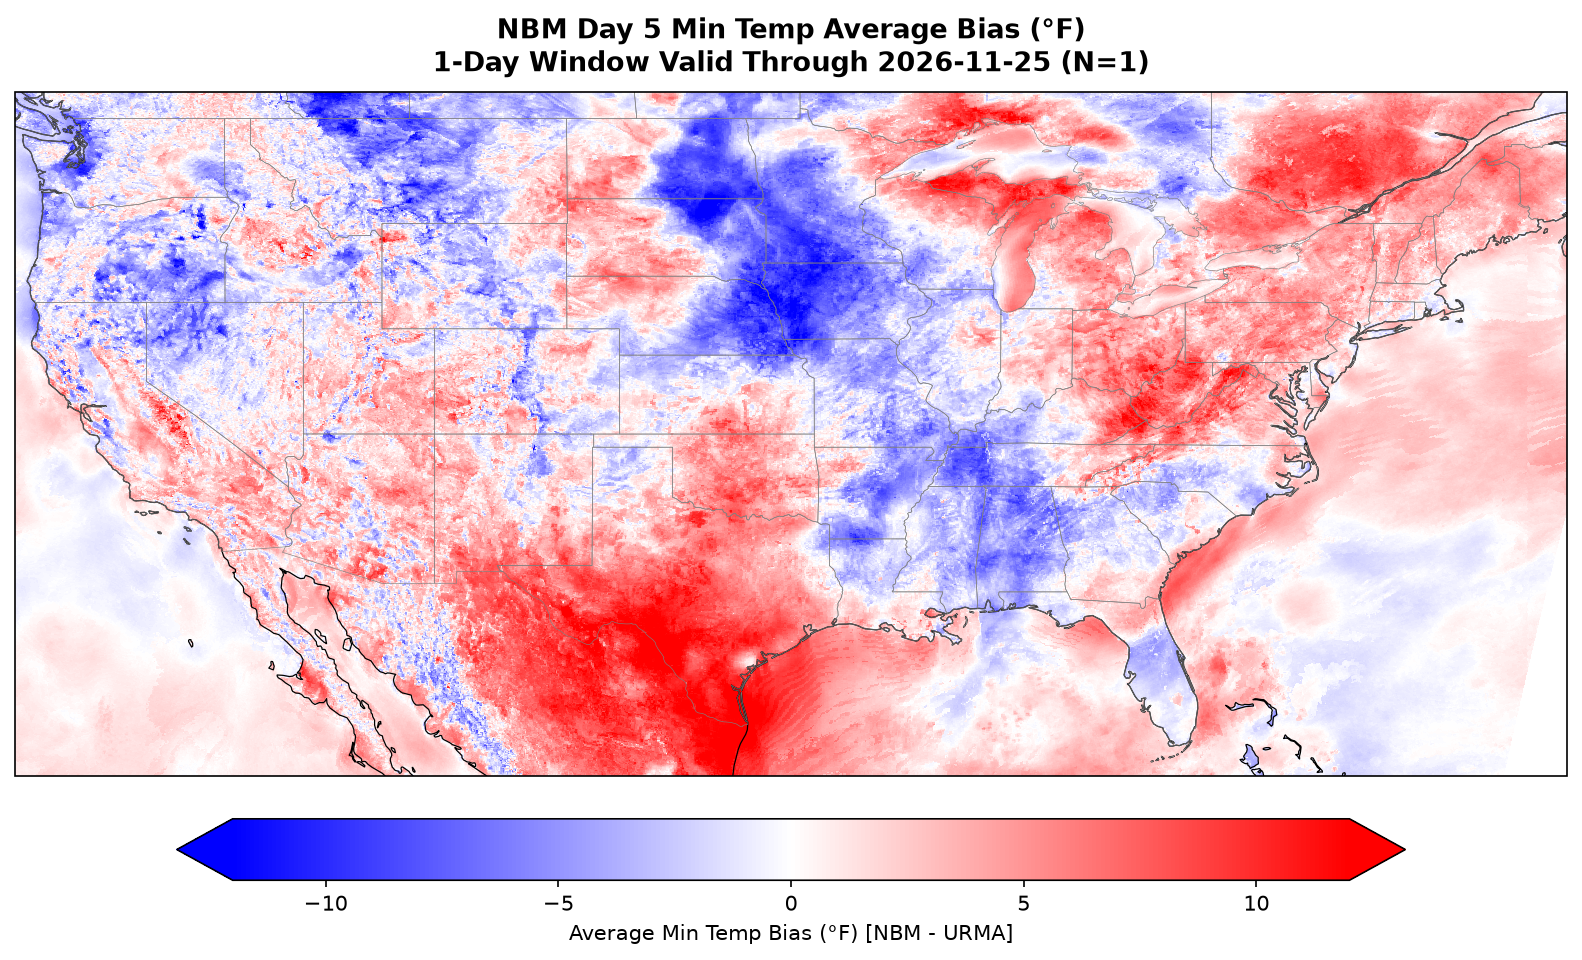 NBM Day 5 Min Temp Average Bias (°F)
1-Day Window Valid Through 2026-11-25 (N=1)
−10 −5 0 5 10
Average Min Temp Bias (°F) [NBM - URMA]